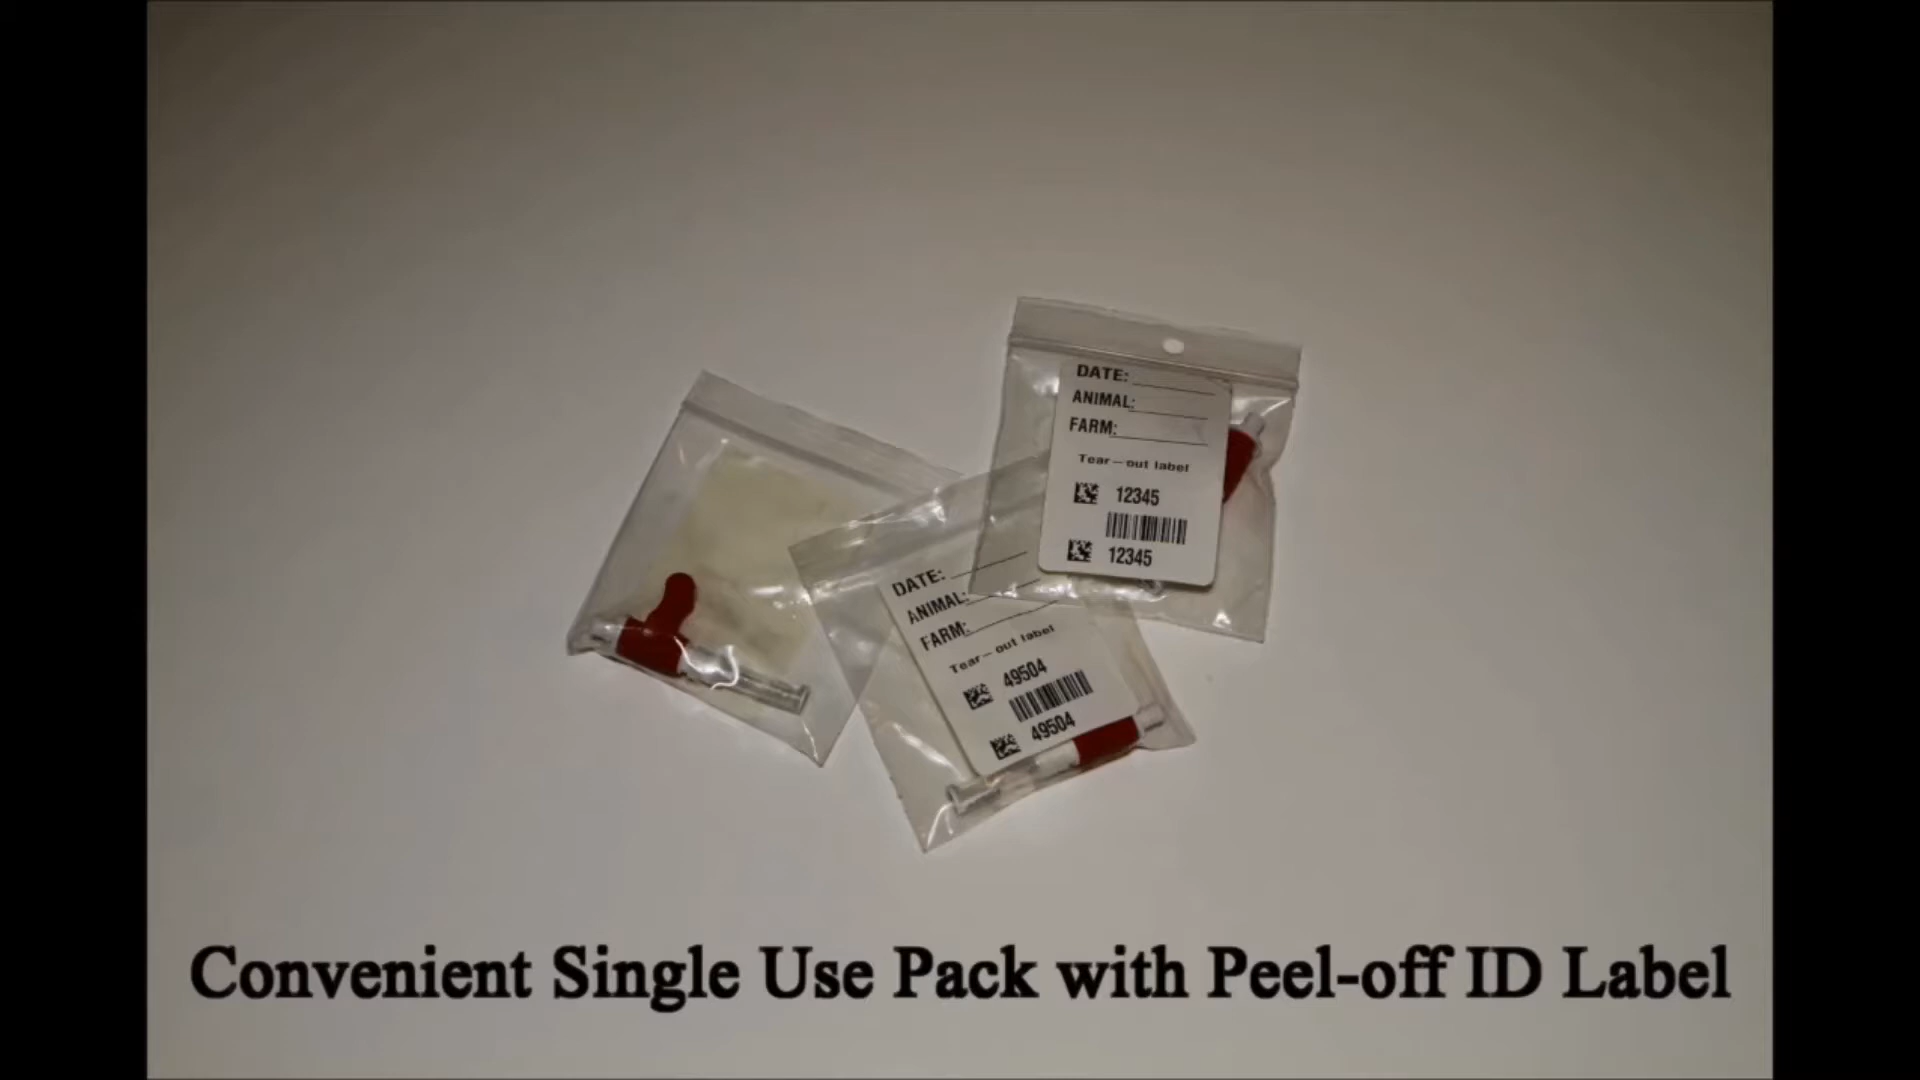 DATE:
ANIMAL:
FARM:
Tear-out label
12345
12345
DATE:
ANIMAL:
FARM:
Tear-out label
49504
49504
Convenient Single Use Pack with Peel-off ID Label